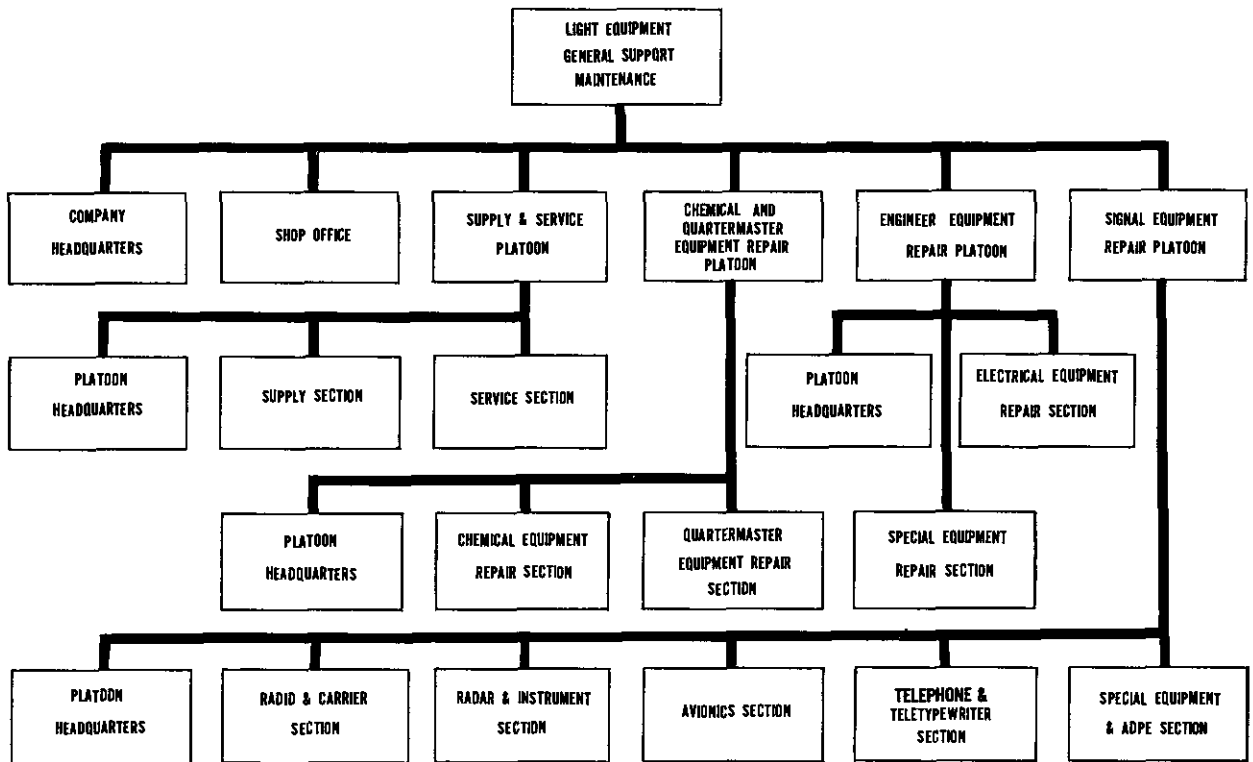 LIGHT EQUIPMENT
GENERAL SUPPORT
MAINTENANCE
COMPANY
HEADQUARTERS
SHOP OFFICE
SUPPLY & SERVICE
PLATOON
CHEMICAL AND
QUARTERMASTER
EQUIPMENT REPAIR
PLATOON
ENGINEER EQUIPMENT
REPAIR PLATOON
SIGNAL EQUIPMENT
REPAIR PLATOON
PLATOON
HEADQUARTERS
SUPPLY SECTION
SERVICE SECTION
PLATOON
HEADQUARTERS
ELECTRICAL EQUIPMENT
REPAIR SECTION
PLATOON
HEADQUARTERS
CHEMICAL EQUIPMENT
REPAIR SECTION
QUARTERMASTER
EQUIPMENT REPAIR
SECTION
SPECIAL EQUIPMENT
REPAIR SECTION
PLATOON
HEADQUARTERS
RADIO & CARRIER
SECTION
RADAR & INSTRUMENT
SECTION
AVIONICS SECTION
TELEPHONE &
TELETYPEWRITER
SECTION
SPECIAL EQUIPMENT
& ADPE SECTION